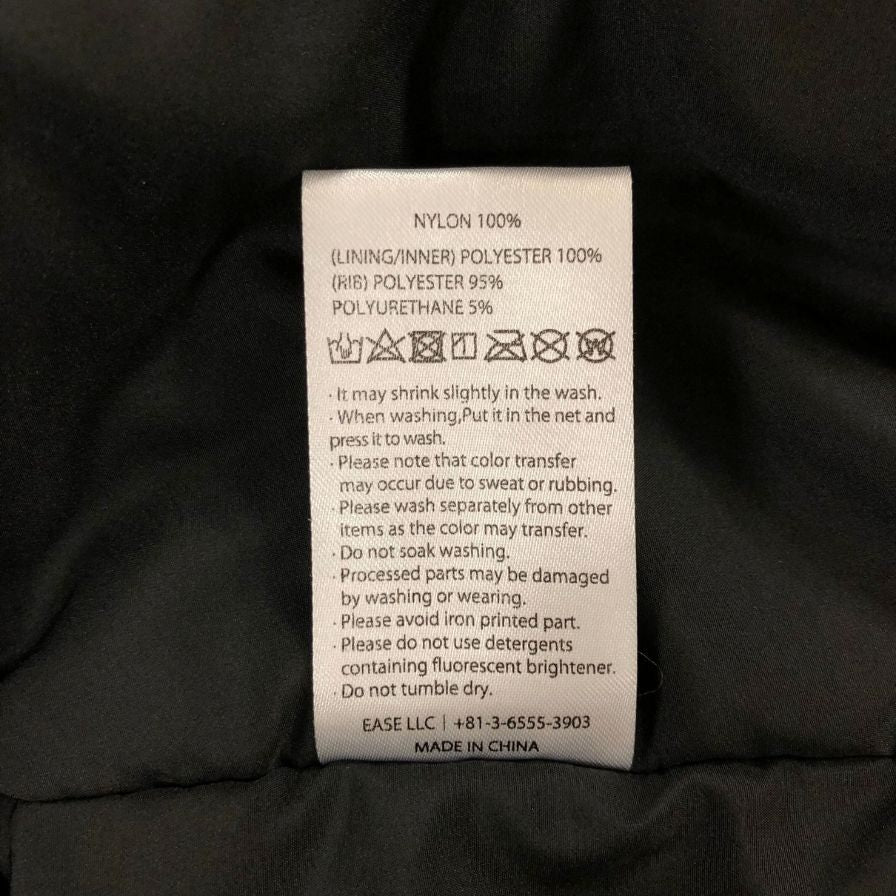 NYLON 100%
(LINING/INNER) POLYESTER 100%
(RIB) POLYESTER 95%
POLYURETHANE 5%
W
· It may shrink slightly in the wash.
· When washing,Put it in the net and
press it to wash.
· Please note that color transfer
may occur due to sweat or rubbing.
· Please wash separately from other
items as the color may transfer.
· Do not soak washing.
· Processed parts may be damaged
by washing or wearing.
· Please avoid iron printed part.
· Please do not use detergents
containing fluorescent brightener.
· Do not tumble dry.
EASE LLC | +81-3-6555-3903
MADE IN CHINA